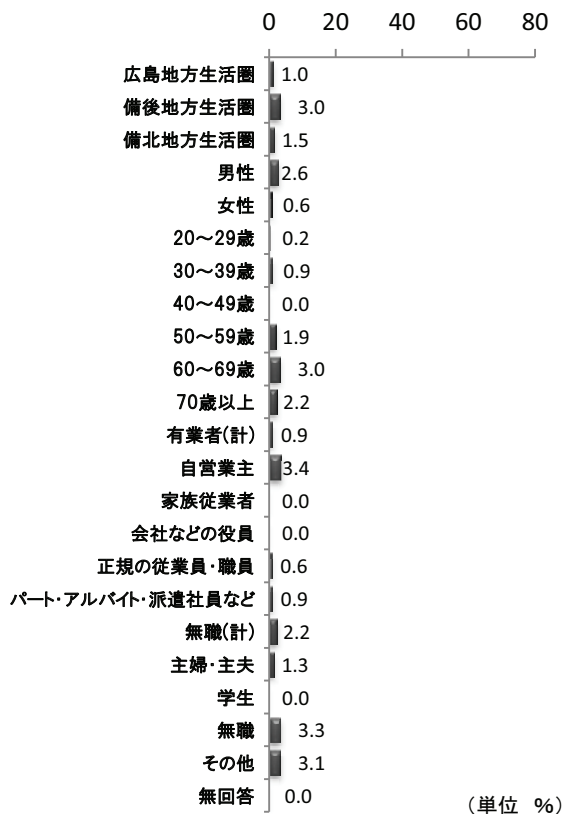 0 20 40 60 80
広島地方生活圏 1.0
備後地方生活圏 3.0
備北地方生活圏 1.5
男性 2.6
女性 0.6
20～29歳 0.2
30～39歳 0.9
40～49歳 0.0
50～59歳 1.9
60～69歳 3.0
70歳以上 2.2
有業者(計) 0.9
自営業主 3.4
家族従業者 0.0
会社などの役員 0.0
正規の従業員・職員 0.6
パート・アルバイト・派遣社員など 0.9
無職(計) 2.2
主婦・主夫 1.3
学生 0.0
無職 3.3
その他 3.1
無回答 0.0
（単位　%）